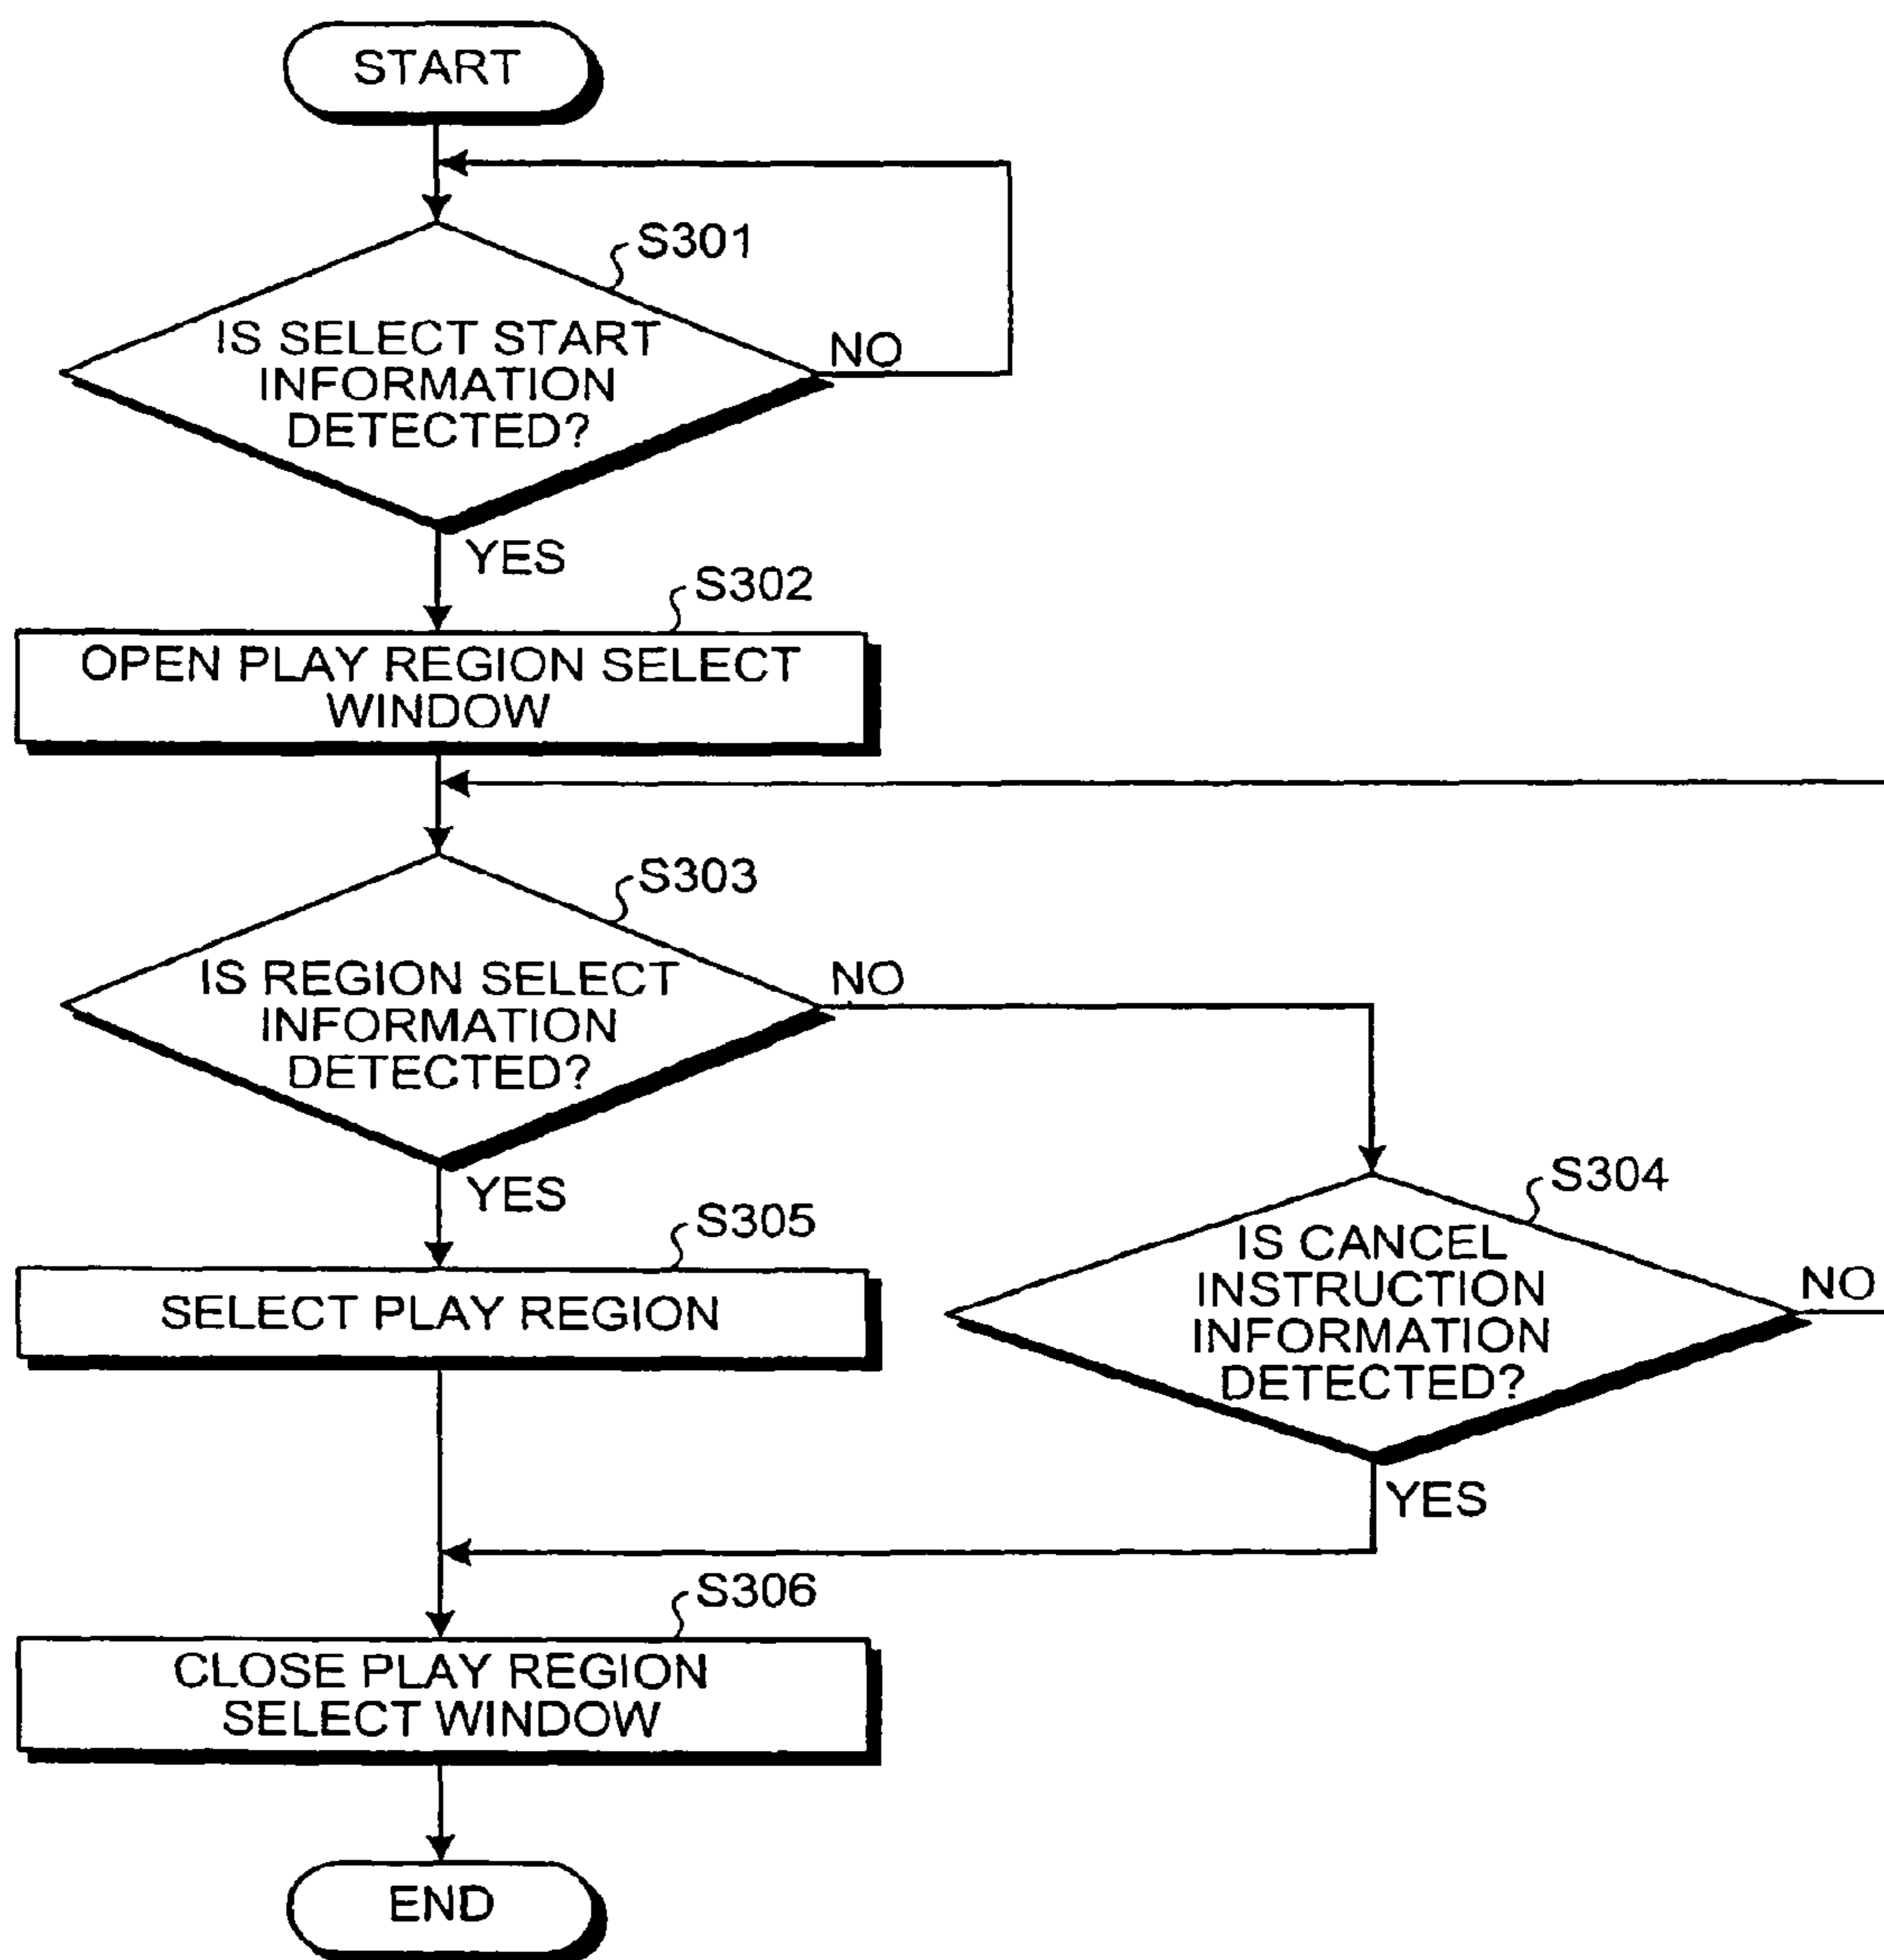 START
S301
IS SELECT START
INFORMATION
DETECTED?
NO
YES
S302
OPEN PLAY REGION SELECT
WINDOW
S303
IS REGION SELECT
INFORMATION
DETECTED?
NO
YES
S304
IS CANCEL
INSTRUCTION
INFORMATION
DETECTED?
NO
YES
S305
SELECT PLAY REGION
S306
CLOSE PLAY REGION
SELECT WINDOW
END